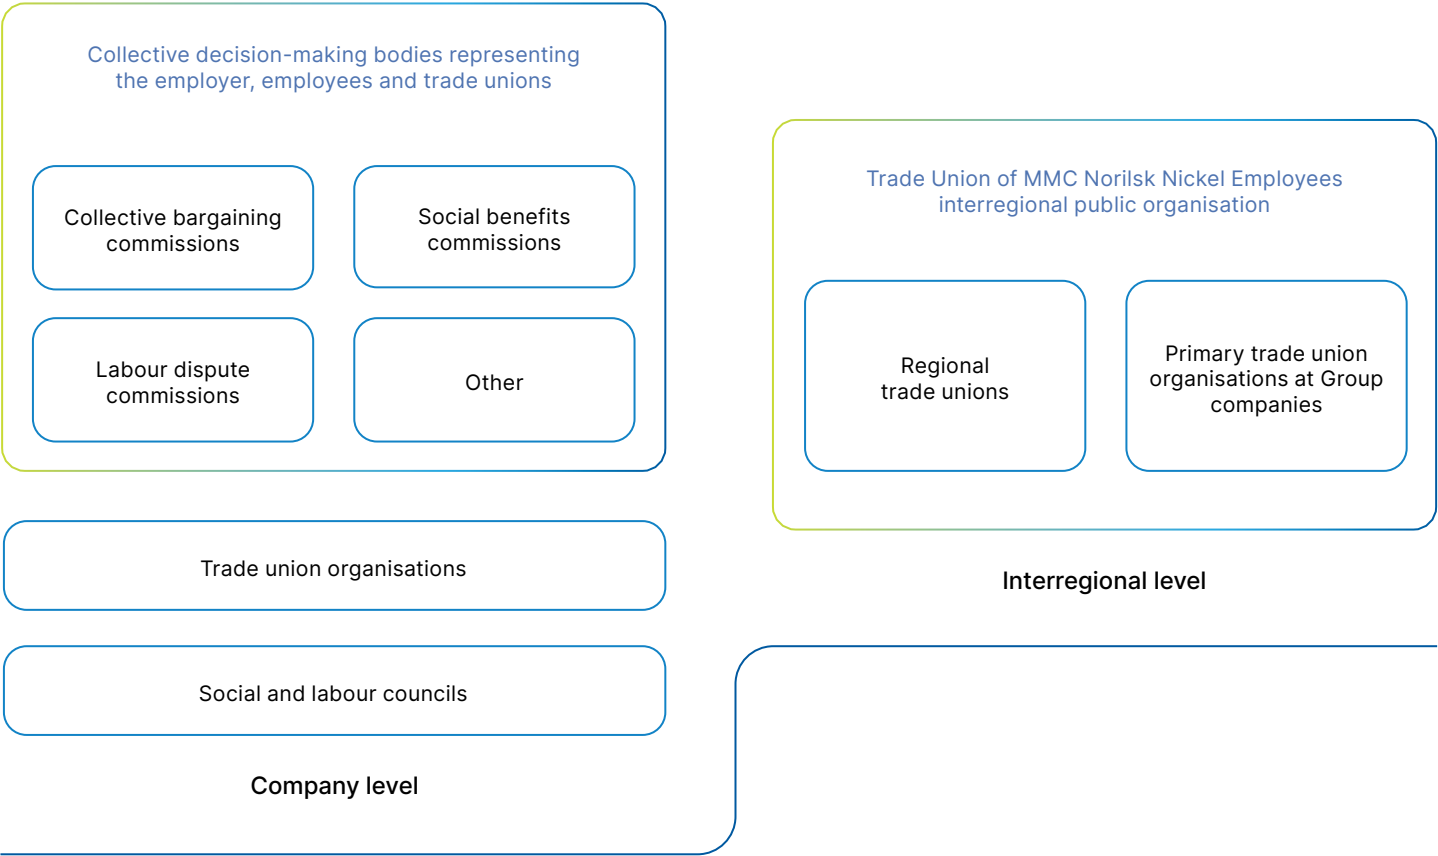 Collective decision-making bodies representing
the employer, employees and trade unions
Collective bargaining
commissions
Social benefits
commissions
Labour dispute
commissions
Other
Trade union organisations
Social and labour councils
Company level
Trade Union of MMC Norilsk Nickel Employees
interregional public organisation
Regional
trade unions
Primary trade union
organisations at Group
companies
Interregional level